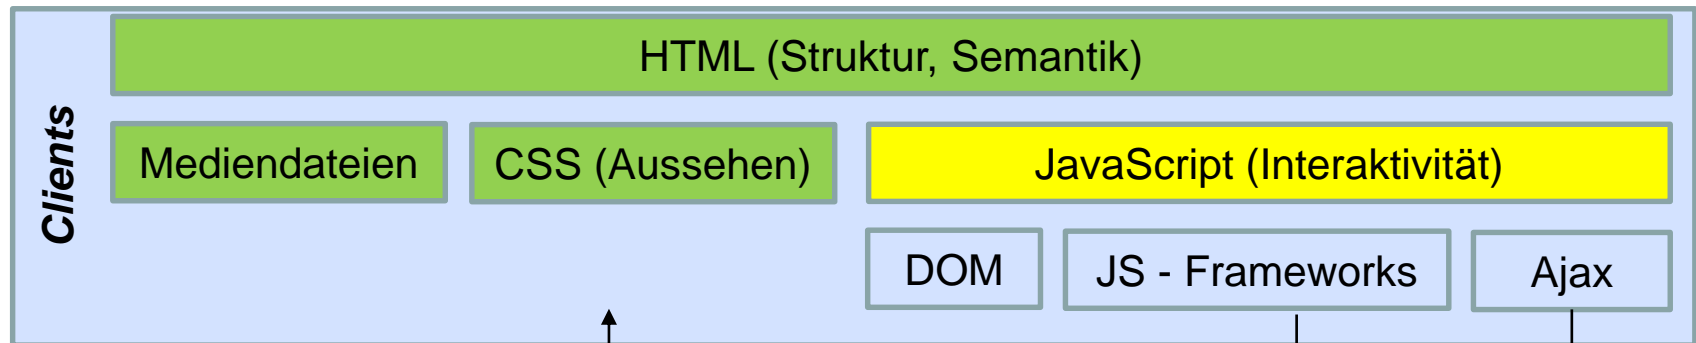 HTML (Struktur, Semantik)
Clients
Mediendateien
CSS (Aussehen)
JavaScript (Interaktivität)
DOM
JS - Frameworks
Ajax